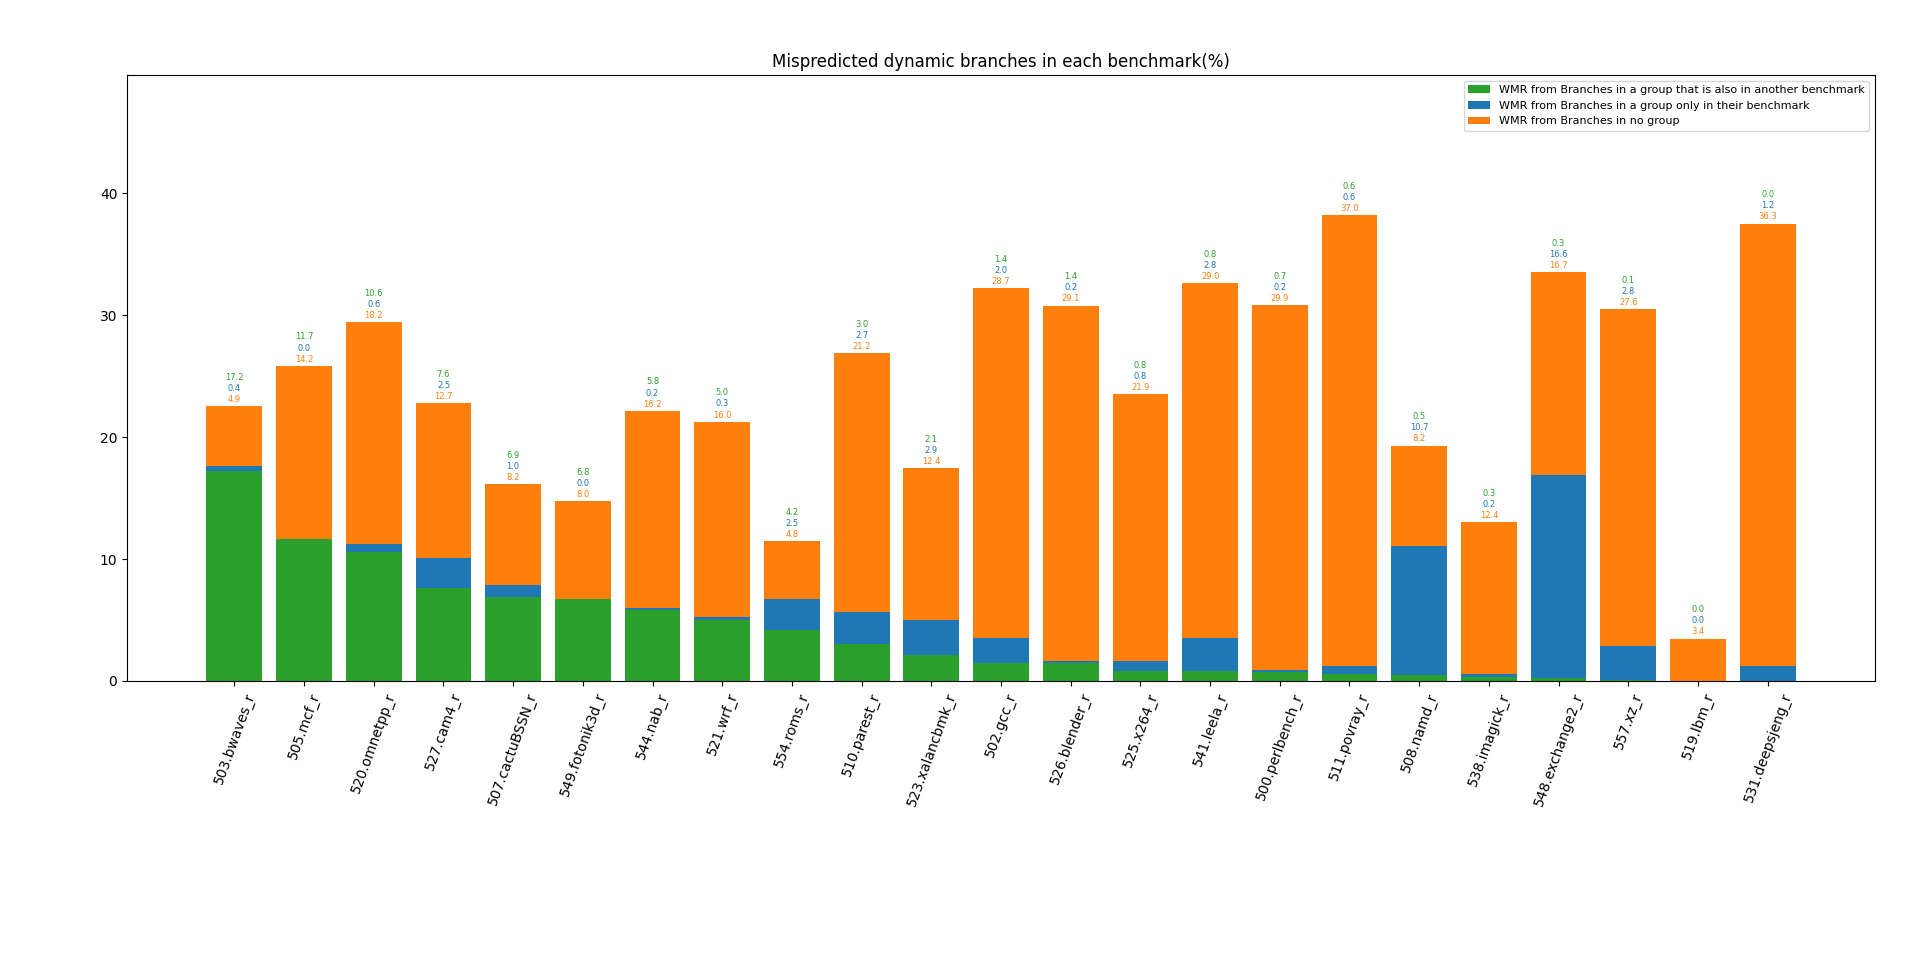 Mispredicted dynamic branches in each benchmark(%)
WMR from Branches in a group that is also in another benchmark
WMR from Branches in a group only in their benchmark
WMR from Branches in no group
40
30
20
10
0
17.2
0.4
4.9
11.7
0.0
14.2
10.6
0.6
18.2
7.6
2.5
12.7
6.9
1.0
8.2
6.8
0.0
8.0
5.8
0.2
16.2
5.0
0.3
16.0
4.2
2.5
4.8
3.0
2.7
21.2
2.1
2.9
12.4
1.4
2.0
28.7
1.4
0.2
29.1
0.8
0.8
21.9
0.8
2.8
29.0
0.7
0.2
29.9
0.6
0.6
37.0
0.5
10.7
8.2
0.3
0.2
12.4
0.3
16.6
16.7
0.1
2.8
27.6
0.0
0.0
3.4
0.0
1.2
36.3
503.bwaves_r
505.mcf_r
520.omnetpp_r
527.cam4_r
507.cactuBSSN_r
549.fotonik3d_r
544.nab_r
521.wrf_r
554.roms_r
510.parest_r
523.xalancbmk_r
502.gcc_r
526.blender_r
525.x264_r
541.leela_r
500.perlbench_r
511.povray_r
508.namd_r
538.imagick_r
548.exchange2_r
557.xz_r
519.lbm_r
531.deepsjeng_r